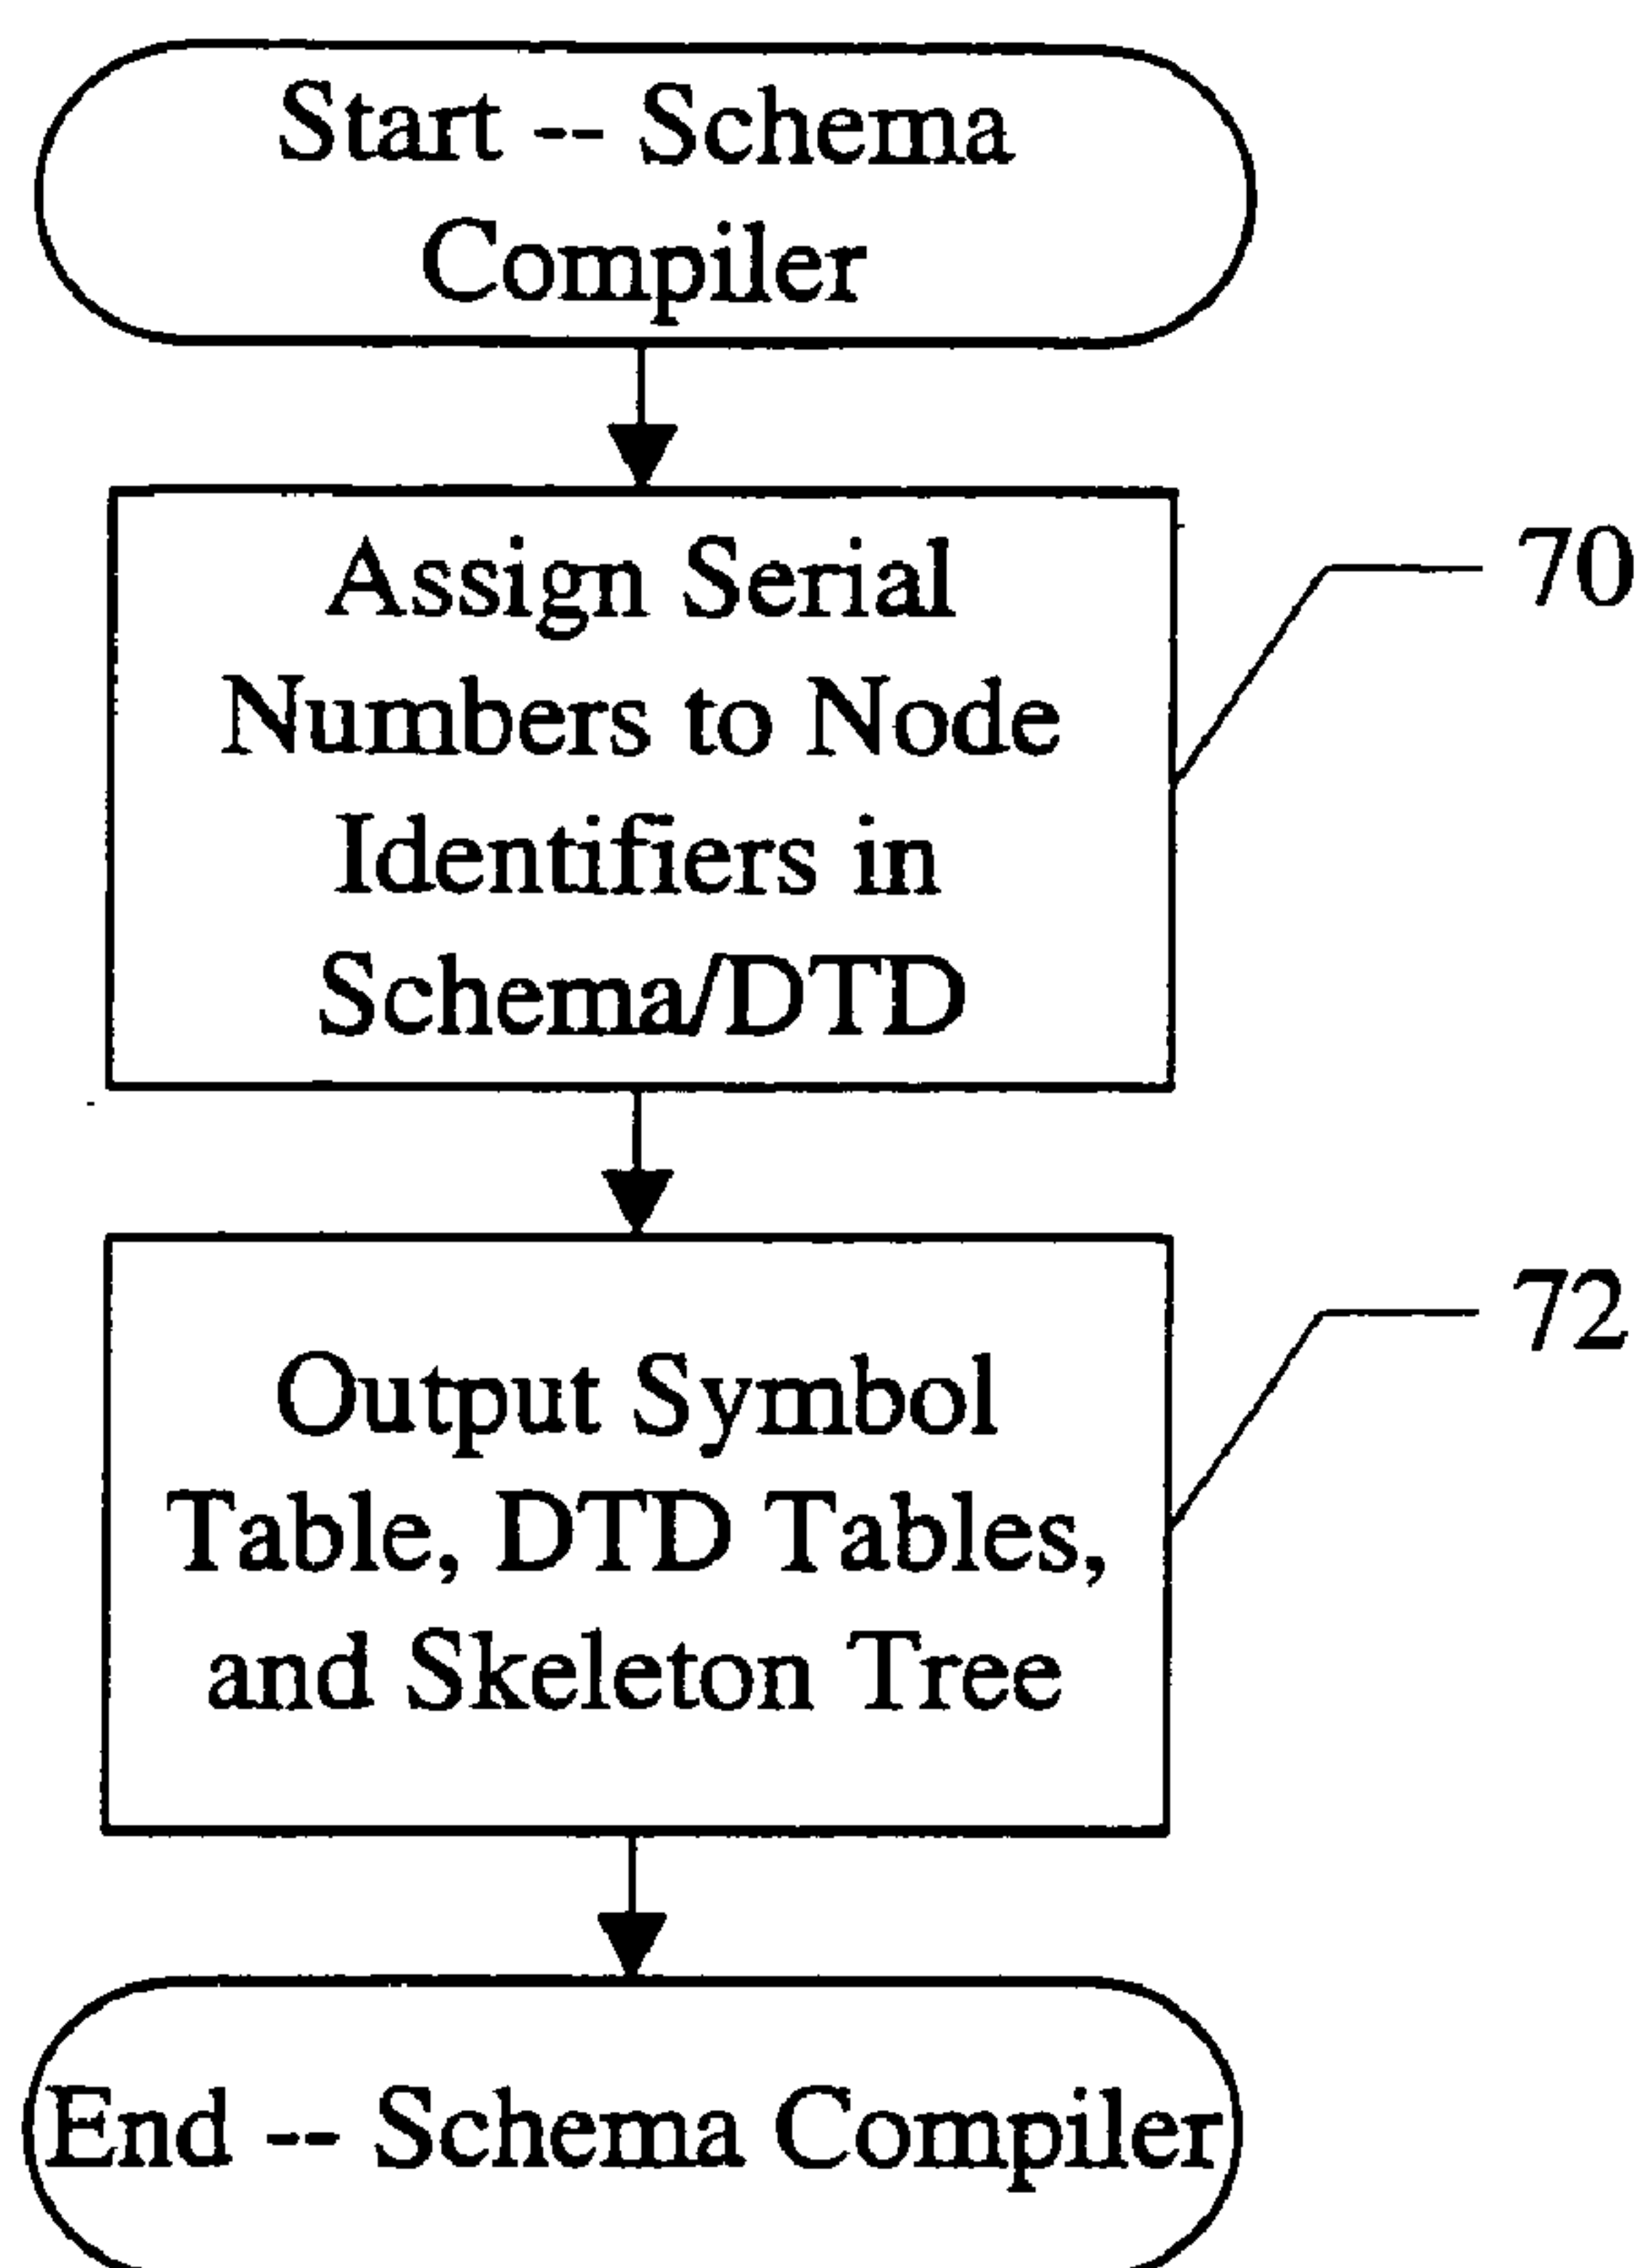 Start -- Schema
Compiler
Assign Serial
Numbers to Node
Identifiers in
Schema/DTD
70
Output Symbol
Table, DTD Tables,
and Skeleton Tree
72
End -- Schema Compiler